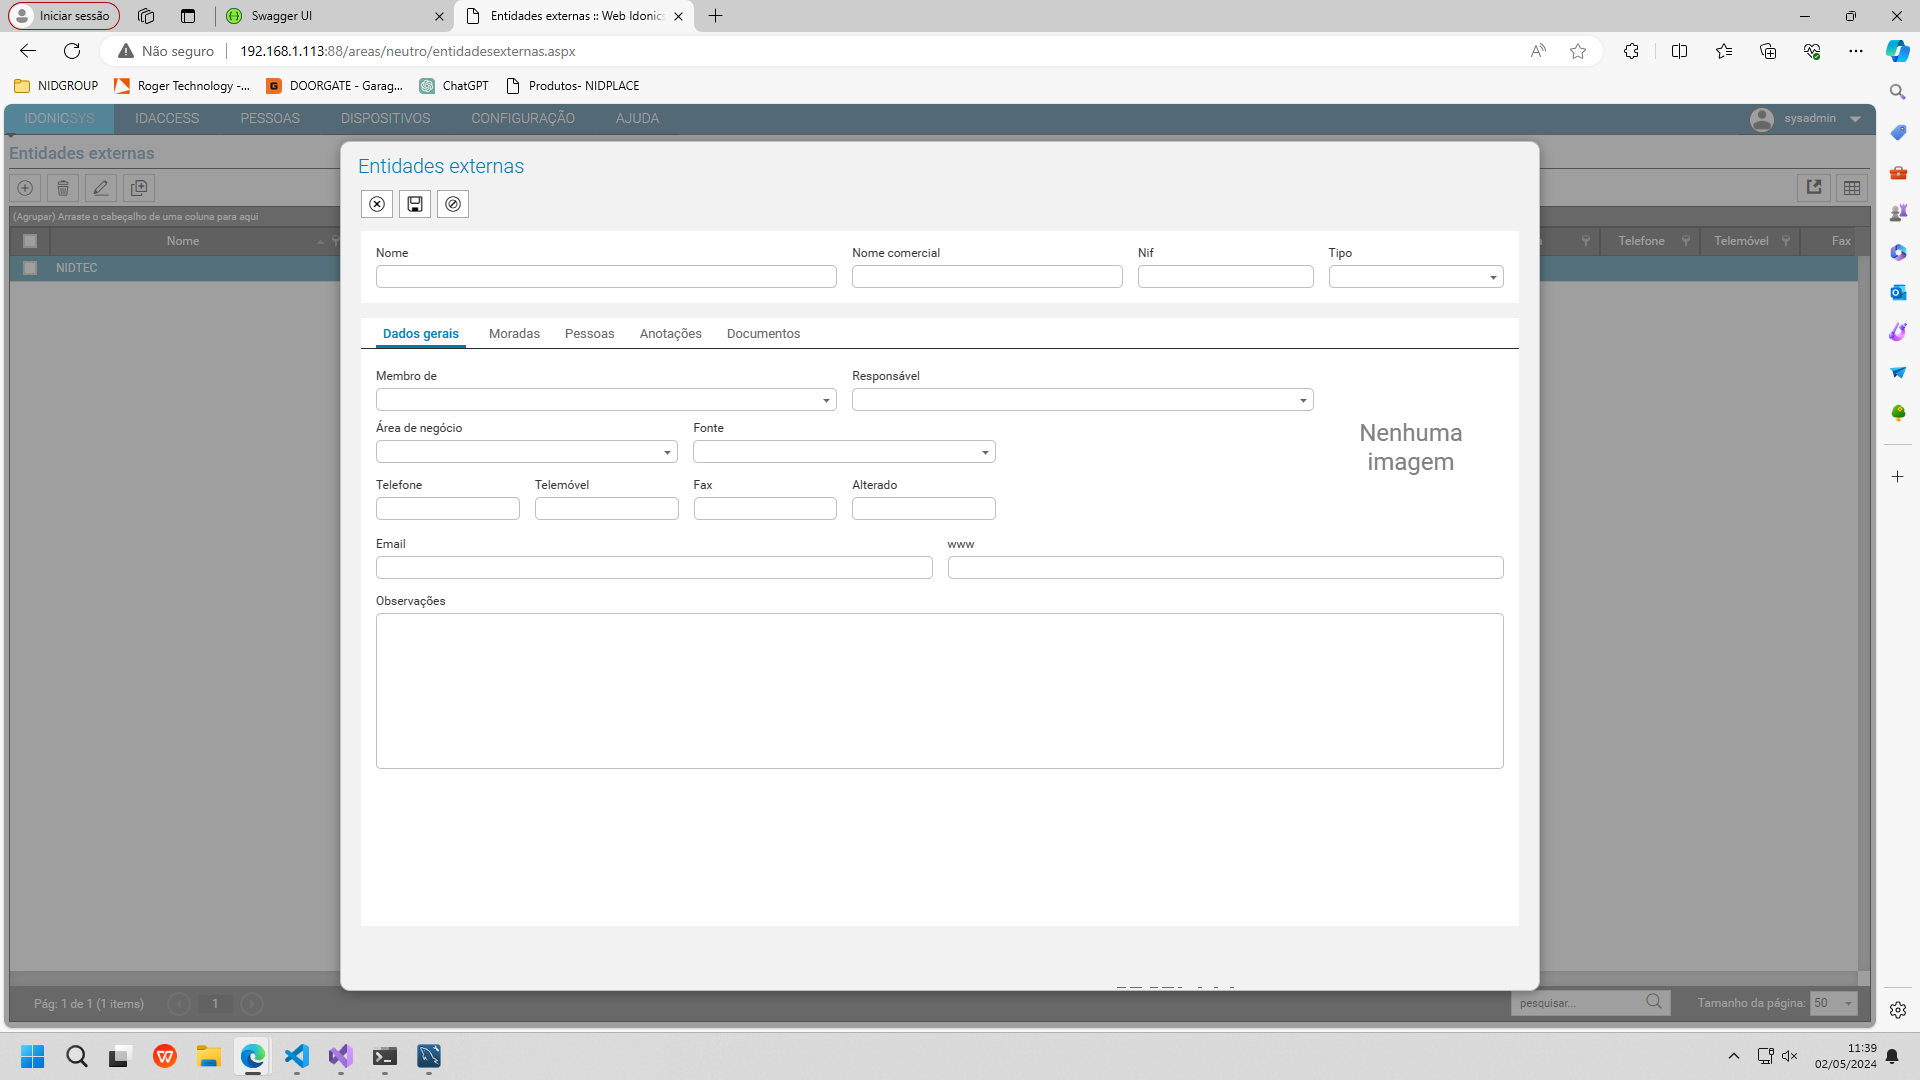 Iniciar sessão
Swagger UI
Entidades externas :: Web Idonics
Não seguro
192.168.1.113:88/areas/neutro/entidadesexternas.aspx
NIDGROUP
Roger Technology -...
DOORGATE - Garag...
ChatGPT
Produtos- NIDPLACE
IDONICSYS
IDACCESS
PESSOAS
DISPOSITIVOS
CONFIGURAÇÃO
AJUDA
sysadmin
Entidades externas
(Agrupar) Arraste o cabeçalho de uma coluna para aqui
Nome
Telefone
Telemóvel
Fax
NIDTEC
Entidades externas
Nome
Nome comercial
Nif
Tipo
Dados gerais
Moradas
Pessoas
Anotações
Documentos
Membro de
Responsável
Área de negócio
Fonte
Nenhuma
imagem
Telefone
Telemóvel
Fax
Alterado
Email
www
Observações
Pág: 1 de 1 (1 items)
1
pesquisar...
Tamanho da página:
50
11:39
02/05/2024